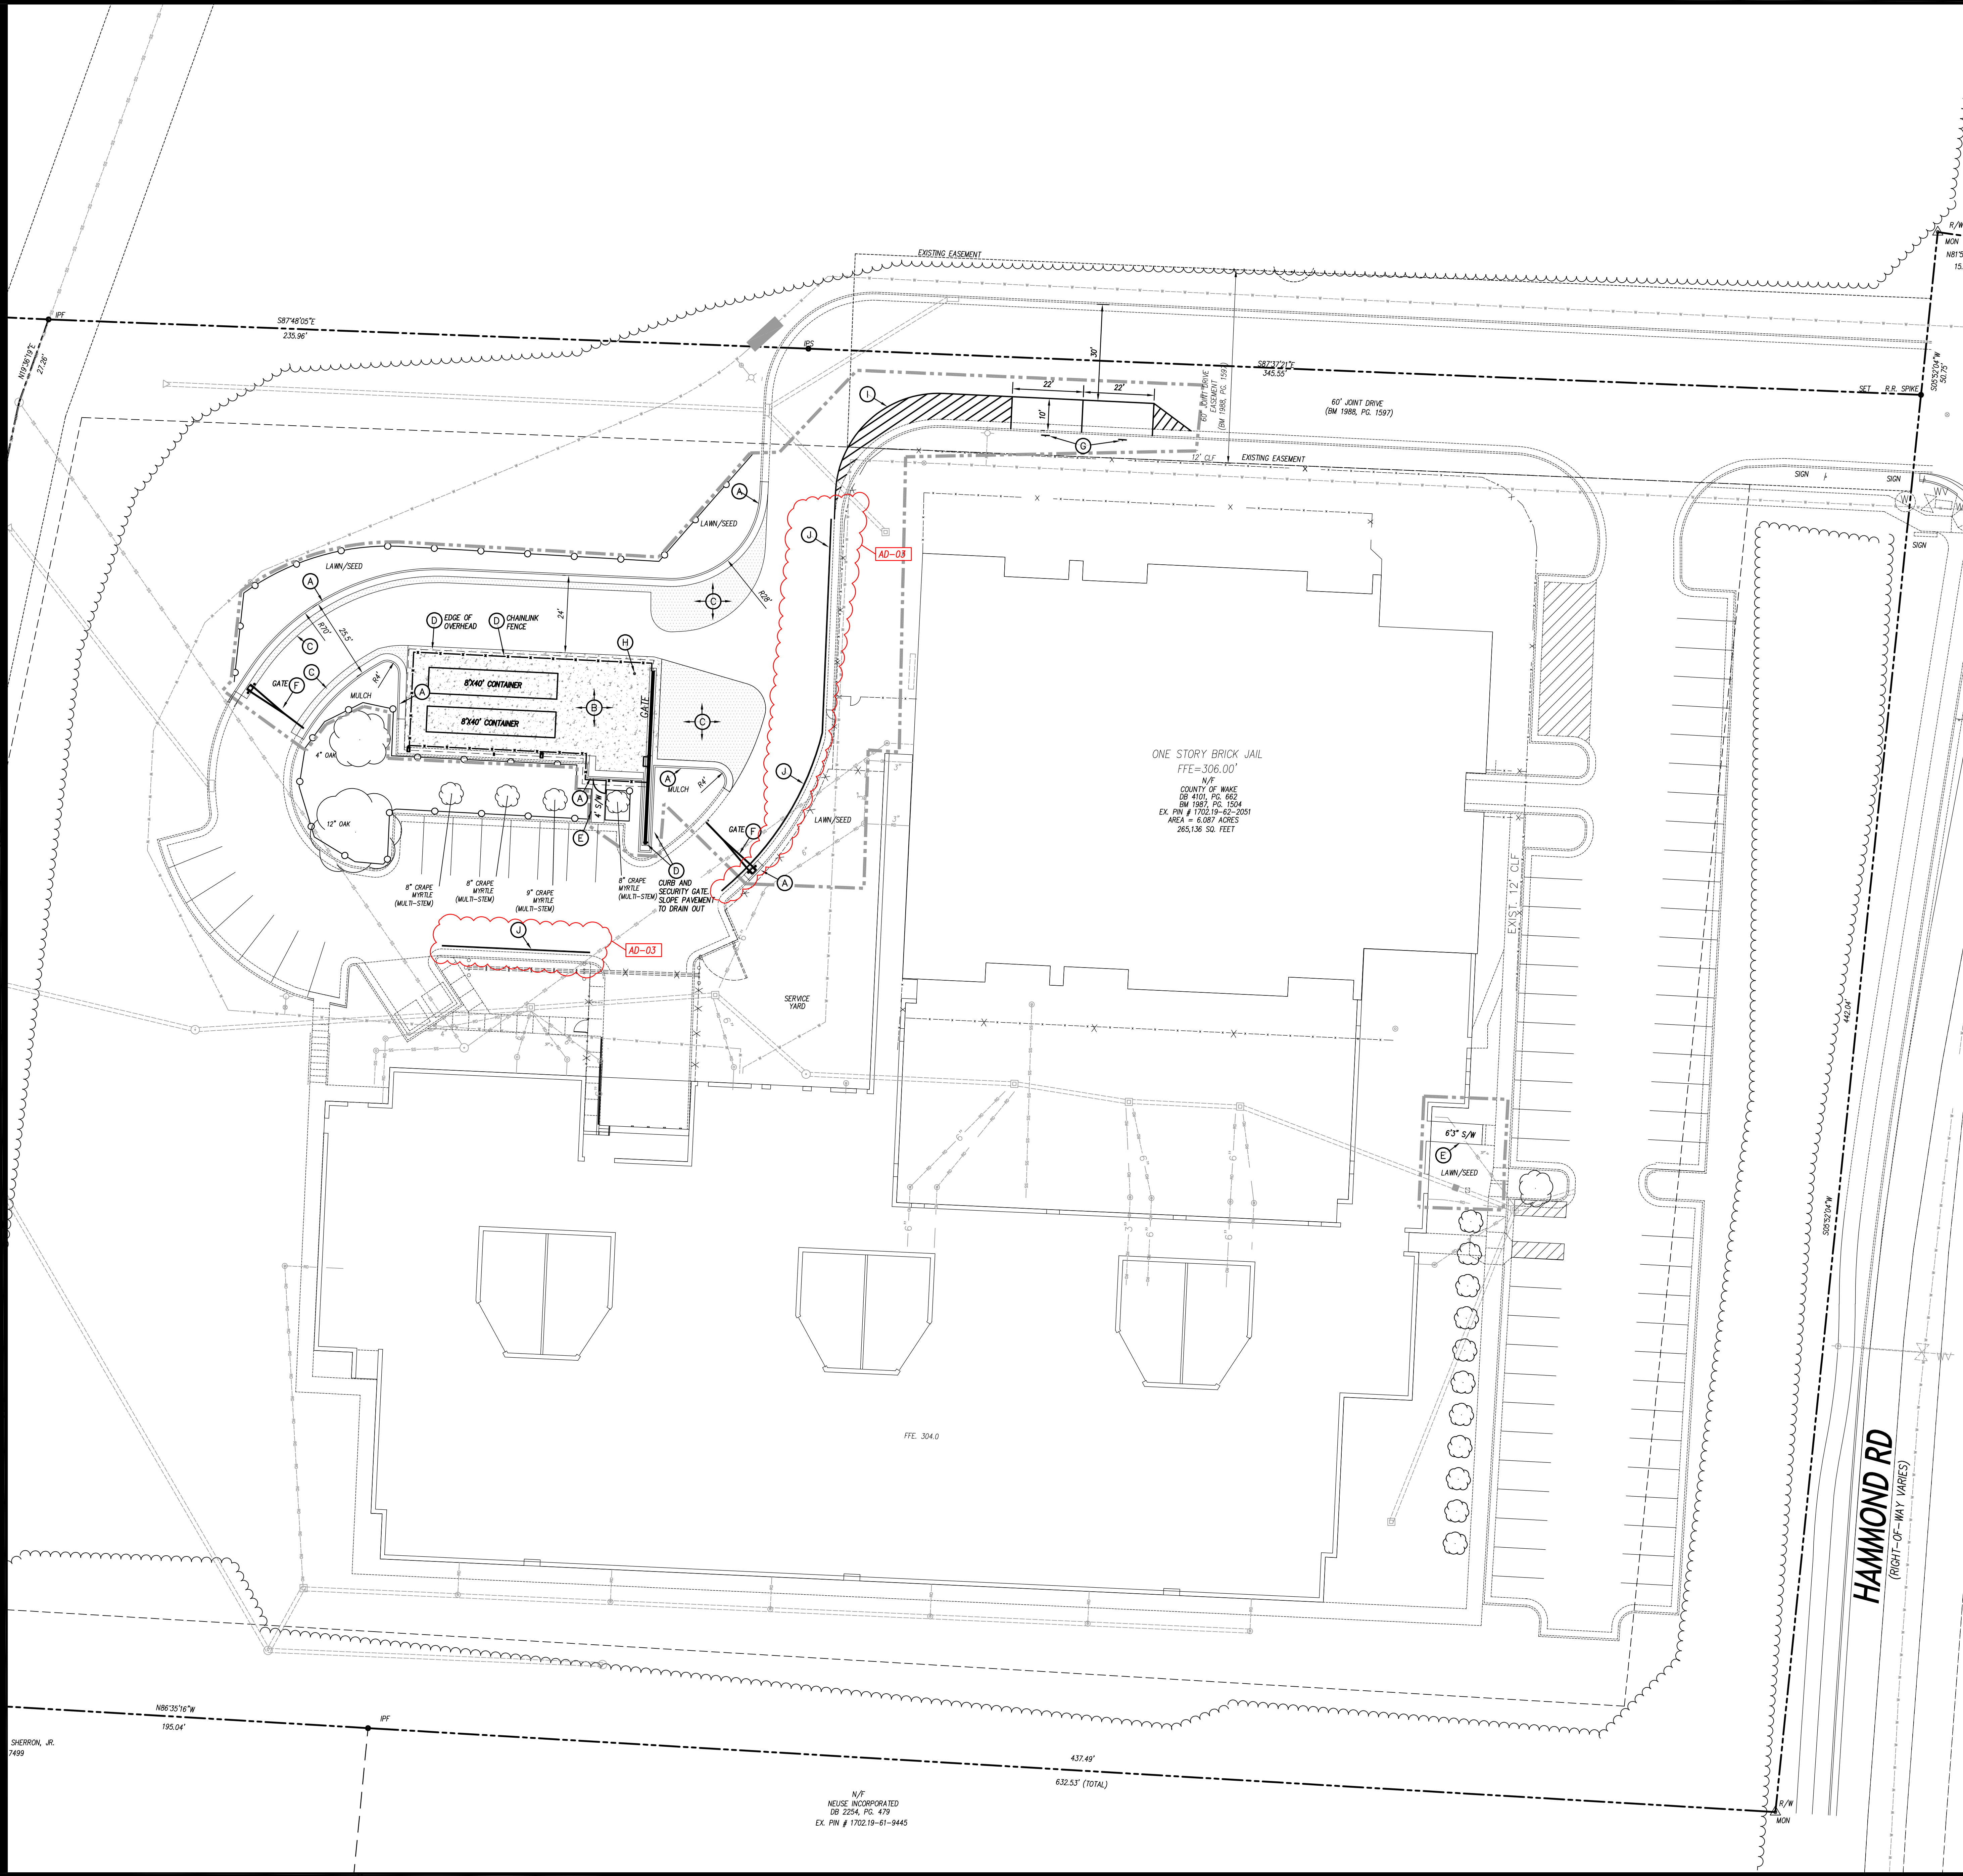 R/W
MON
EXISTING EASEMENT
IPF
S87°48'05"E
235.96'
N19°36'19"E
27.26'
IPS
S87°37'21"E
345.55'
30'
60' JOINT DRIVE
EASEMENT
(BM 1988, PG. 1597)
60' JOINT DRIVE
(BM 1988, PG. 1597)
SET R.R. SPIKE
S05°52'04"W
50.75'
I
22'
22'
10'
G
12' CLF
EXISTING EASEMENT
SIGN
SIGN
SIGN
WV
A
LAWN/SEED
J
AD-03
LAWN/SEED
A
R28'
C
24'
R70'
25.5'
C
D
EDGE OF
OVERHEAD
D
CHAINLINK
FENCE
H
GATE
F
C
R4'
MULCH
A
8'X40' CONTAINER
8'X40' CONTAINER
B
GATE
C
4" OAK
12" OAK
A
4' S/W
E
A
MULCH
R4'
J
LAWN/SEED
GATE
F
A
D
CURB AND
SECURITY GATE.
SLOPE PAVEMENT
TO DRAIN OUT
8" CRAPE
MYRTLE
(MULTI-STEM)
8" CRAPE
MYRTLE
(MULTI-STEM)
9" CRAPE
MYRTLE
(MULTI-STEM)
8" CRAPE
MYRTLE
(MULTI-STEM)
J
AD-03
SERVICE
YARD
ONE STORY BRICK JAIL
FFE=306.00'
N/F
COUNTY OF WAKE
DB 4101, PG. 662
BM 1987, PG. 1504
EX. PIN # 1702.19-62-2051
AREA = 6.087 ACRES
265,136 SQ. FEET
EXIST. 12' CLF
442.04'
S05°52'04"W
6'3" S/W
E
LAWN/SEED
WV
FFE. 304.0
HAMMOND RD
(RIGHT-OF-WAY VARIES)
N86°35'16"W
195.04'
IPF
SHERRON, JR.
7499
437.49'
632.53' (TOTAL)
N/F
NEUSE INCORPORATED
DB 2254, PG. 479
EX. PIN # 1702.19-61-9445
R/W
MON